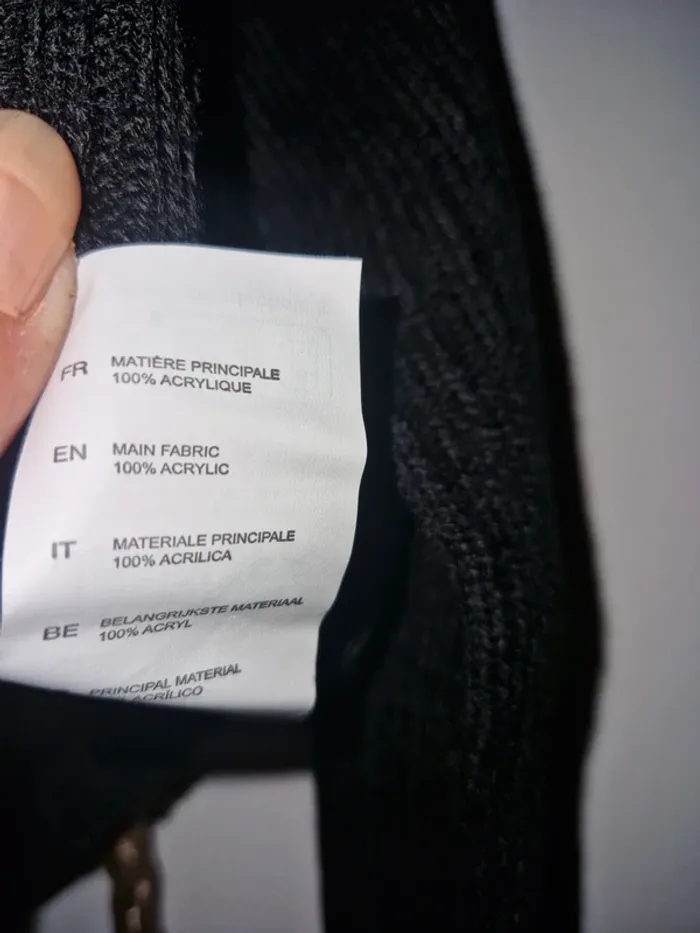 FR MATIÈRE PRINCIPALE
100% ACRYLIQUE
EN MAIN FABRIC
100% ACRYLIC
IT MATERIALE PRINCIPALE
100% ACRILICA
BE BELANGRIJKSTE MATERIAAL
100% ACRYL
PRINCIPAL MATERIAL
ACRÍLICO